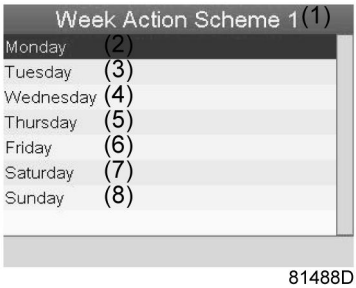 Week Action Scheme 1(1)
Monday (2)
Tuesday (3)
Wednesday (4)
Thursday (5)
Friday (6)
Saturday (7)
Sunday (8)
81488D